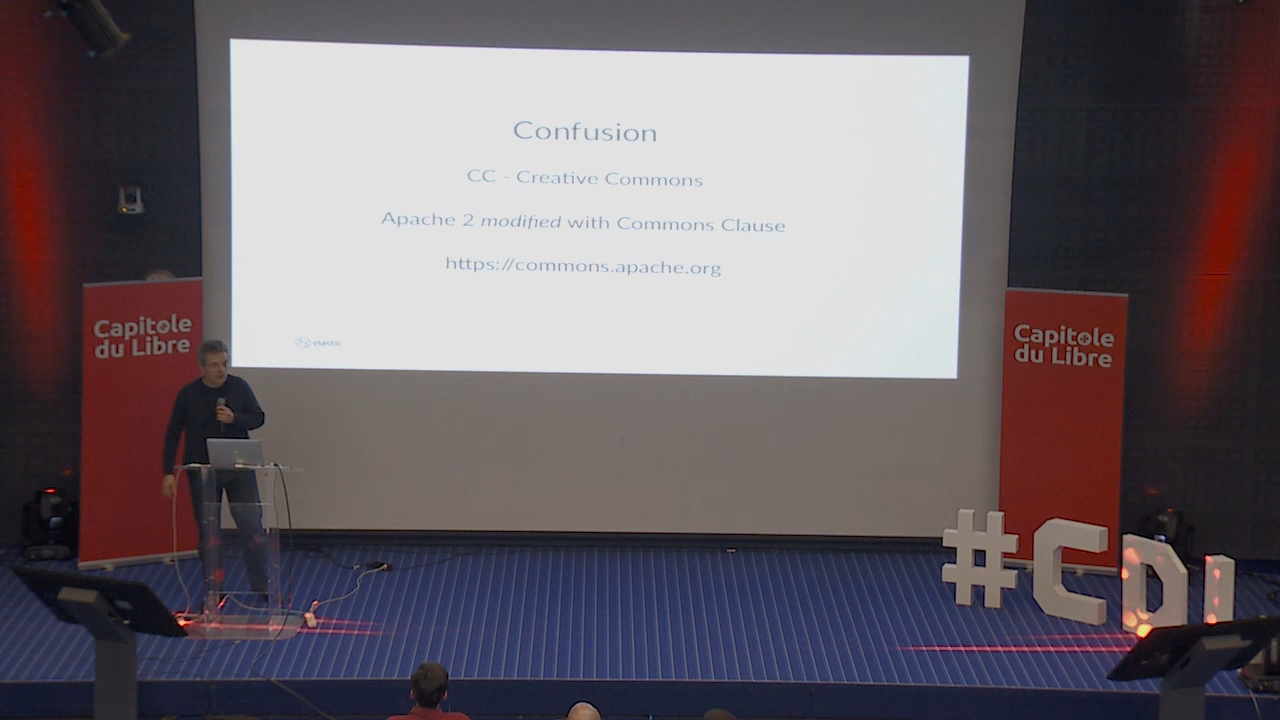 Confusion
CC - Creative Commons
Apache 2 modified with Commons Clause
https://commons.apache.org
elastic
Capitole
du Libre
Capitole
du Libre
#CDL